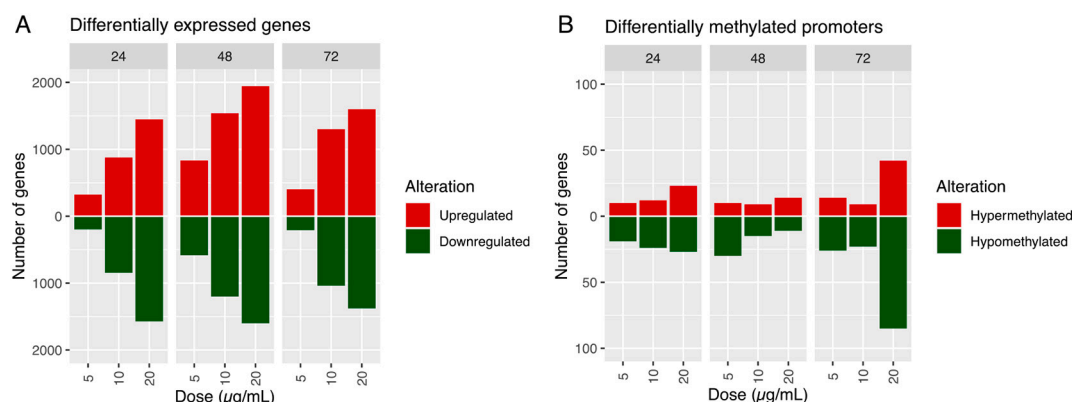 A Differentially expressed genes
24 48 72
2000
1000
0
1000
2000
Number of genes
5 10 20 5 10 20 5 10 20
Dose (µg/mL)
Alteration
Upregulated
Downregulated
B Differentially methylated promoters
24 48 72
100
50
0
50
100
Number of genes
5 10 20 5 10 20 5 10 20
Dose (µg/mL)
Alteration
Hypermethylated
Hypomethylated